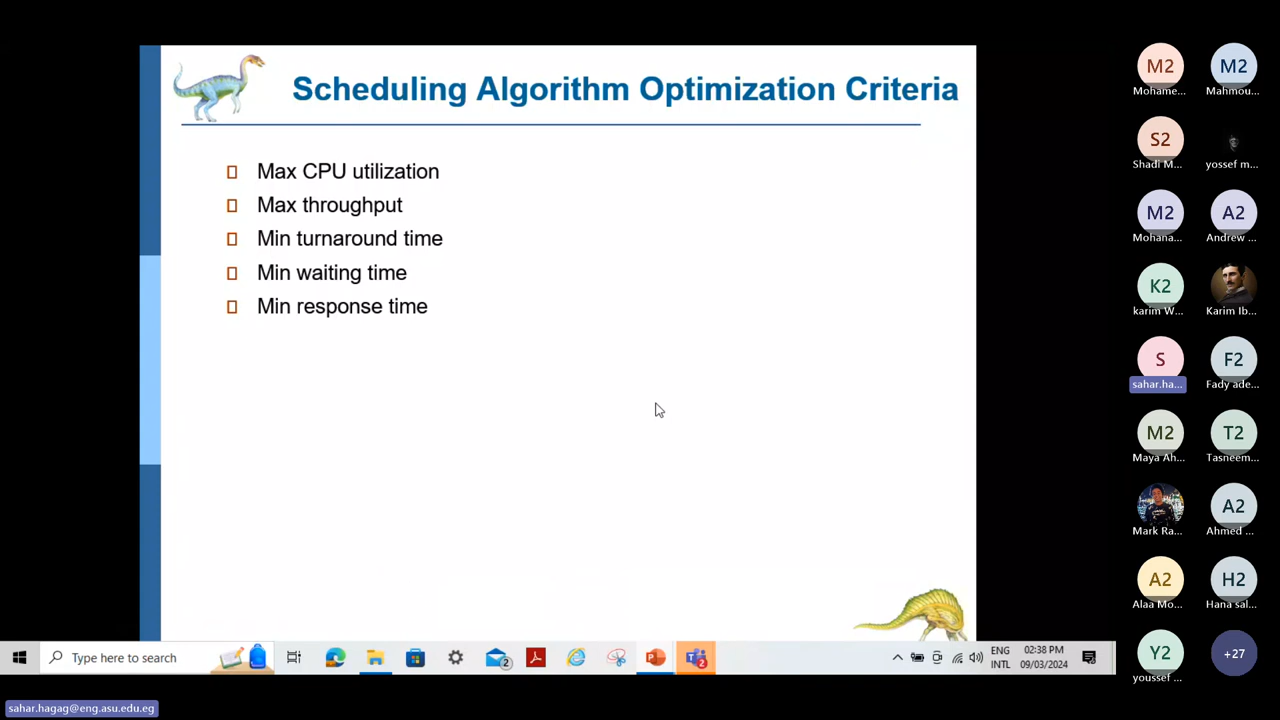 Scheduling Algorithm Optimization Criteria
Max CPU utilization
Max throughput
Min turnaround time
Min waiting time
Min response time
M2
Mohame...
M2
Mahmou...
S2
Shadi M...
yossef m...
M2
Mohana...
A2
Andrew ...
K2
karim W...
Karim Ib...
S
sahar.ha...
F2
Fady ade...
M2
Maya Ah...
T2
Tasneem...
Mark Ra...
A2
Ahmed ...
A2
Alaa Mo...
H2
Hana sal...
Y2
youssef ...
+27
Type here to search
2
2
ENG
INTL
02:38 PM
09/03/2024
sahar.hagag@eng.asu.edu.eg